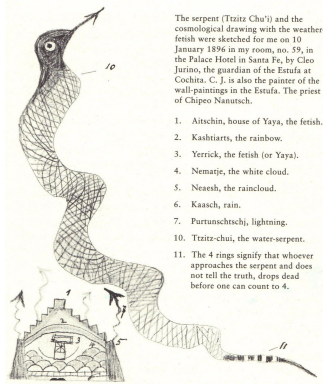 The serpent (Ttzitz Chu'i) and the
cosmological drawing with the weather
fetish were sketched for me on 10
January 1896 in my room, no. 59, in
the Palace Hotel in Santa Fe, by Cleo
Jurino, the guardian of the Estufa at
Cochita. C. J. is also the painter of the
wall-paintings in the Estufa. The priest
of Chipeo Nanutsch.
1. Aitschin, house of Yaya, the fetish.
2. Kashtiarts, the rainbow.
3. Yerrick, the fetish (or Yaya).
4. Nematje, the white cloud.
5. Neaesh, the raincloud.
6. Kaasch, rain.
7. Purtunschtschj, lightning.
10. Ttzitz-chui, the water-serpent.
11. The 4 rings signify that whoever
approaches the serpent and does
not tell the truth, drops dead
before one can count to 4.
10
1
2
3
4
5
11